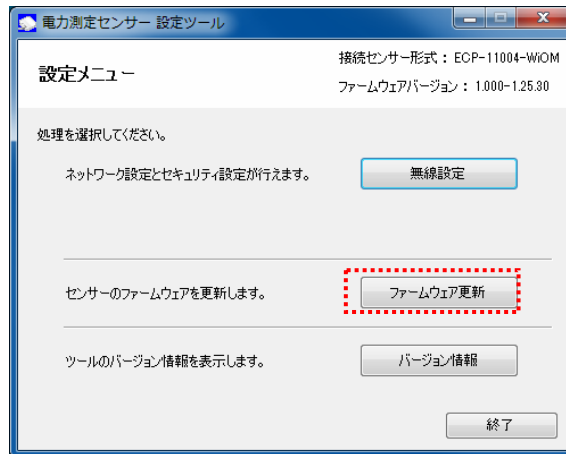 電力測定センサー 設定ツール
接続センサー形式： ECP-11004-WiOM
設定メニュー
ファームウェアバージョン： 1.000-1.25.30
処理を選択してください。
ネットワーク設定とセキュリティ設定が行えます。
無線設定
センサーのファームウェアを更新します。
ファームウェア更新
ツールのバージョン情報を表示します。
バージョン情報
終了